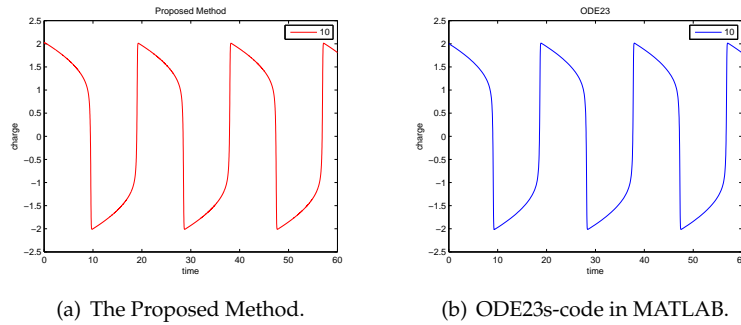 Proposed Method
10
2.5
2
1.5
1
0.5
0
−0.5
−1
−1.5
−2
−2.5
charge
0 10 20 30 40 50 60
time
(a) The Proposed Method.
ODE23
10
2.5
2
1.5
1
0.5
0
−0.5
−1
−1.5
−2
−2.5
charge
0 10 20 30 40 50 60
time
(b) ODE23s-code in MATLAB.